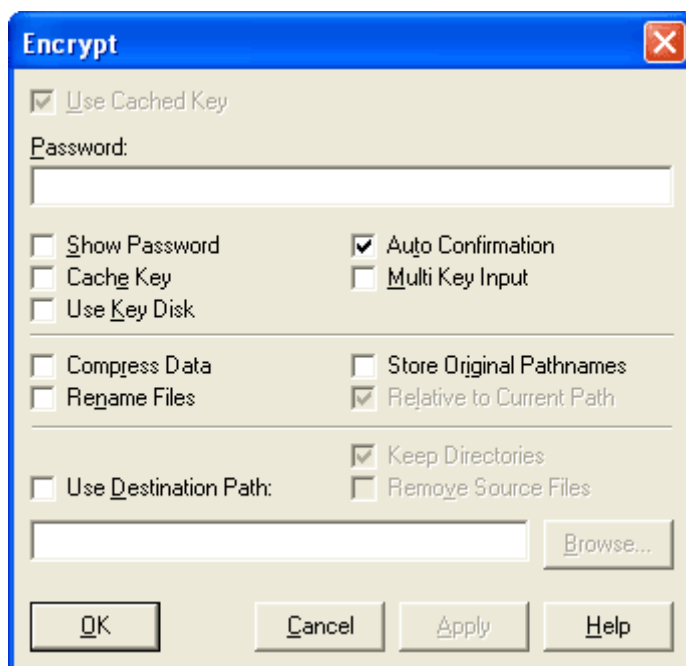 Encrypt
Use Cached Key
Password:
Show Password Auto Confirmation
Cache Key Multi Key Input
Use Key Disk
Compress Data Store Original Pathnames
Rename Files Relative to Current Path
Keep Directories
Use Destination Path: Remove Source Files
Browse...
OK Cancel Apply Help